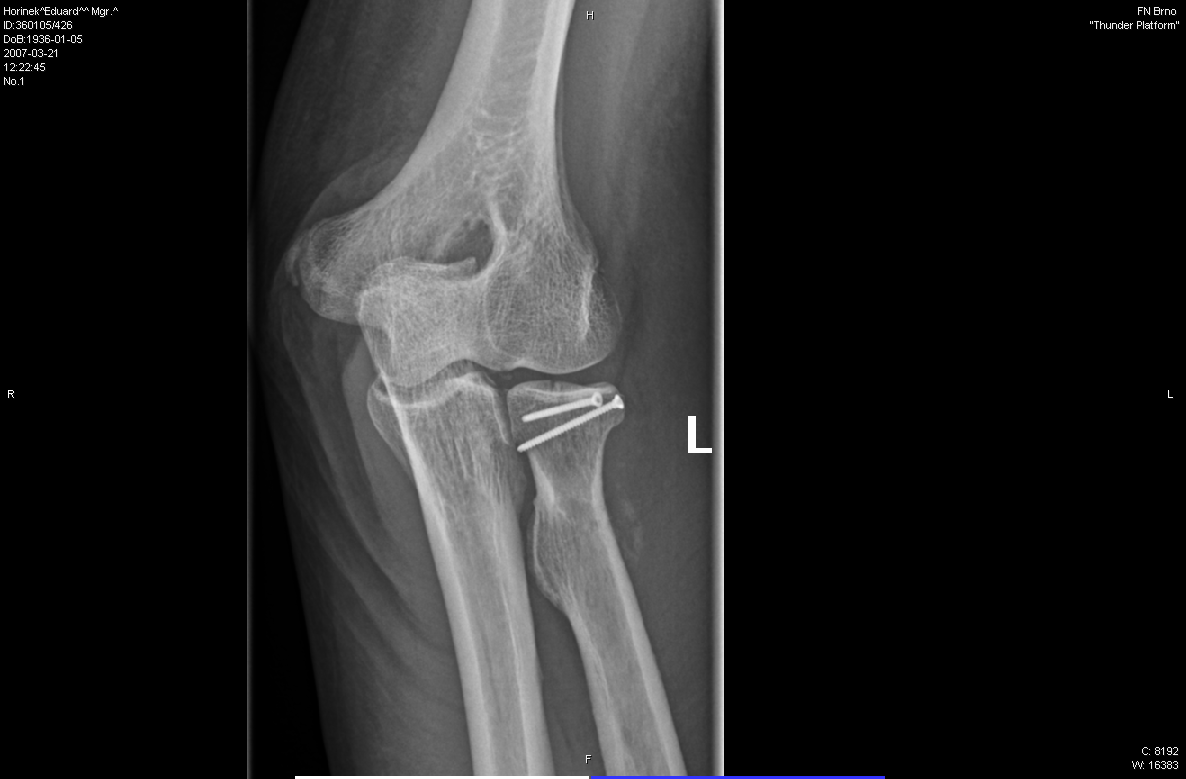 Horinek^Eduard^^ Mgr.^
ID:360105/426
DoB:1936-01-05
2007-03-21
12:22:45
No.1
FN Brno
"Thunder Platform"
H
R
L
L
F
C: 8192
W: 16383